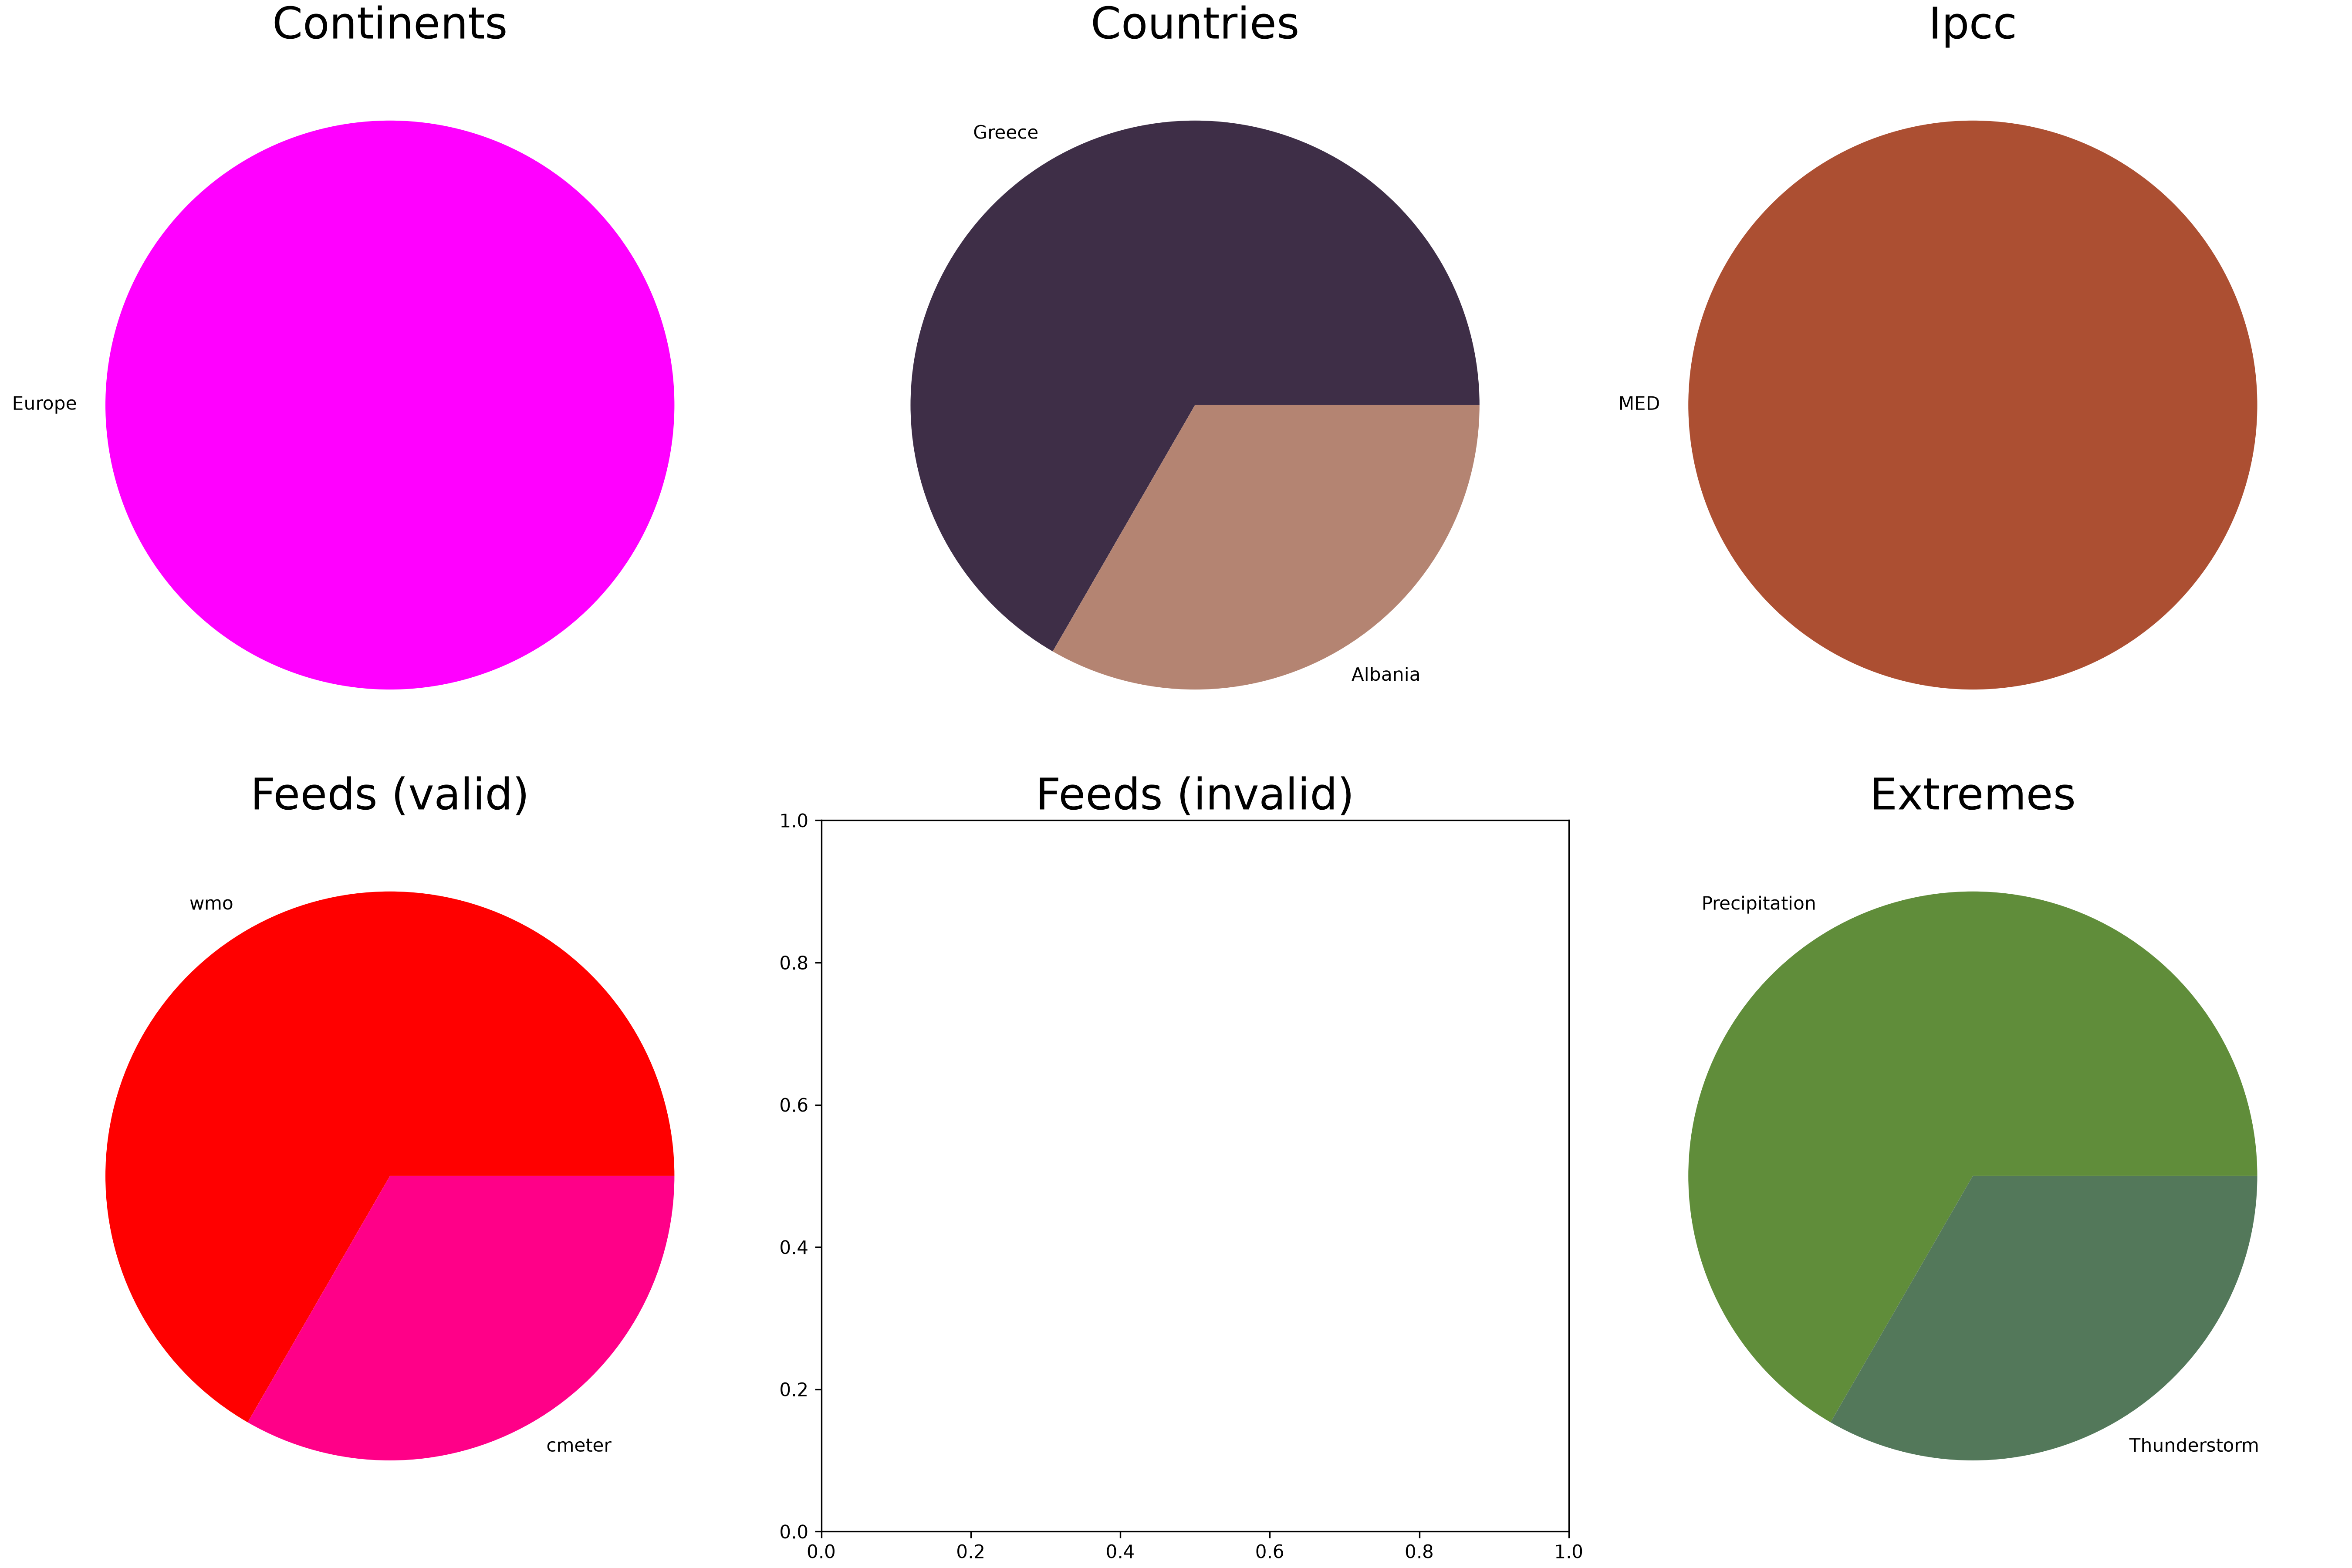 Continents
Countries
Ipcc
Europe
Greece
Albania
MED
Feeds (valid)
Feeds (invalid)
Extremes
wmo
cmeter
1.0
0.8
0.6
0.4
0.2
0.0
0.0 0.2 0.4 0.6 0.8 1.0
Precipitation
Thunderstorm